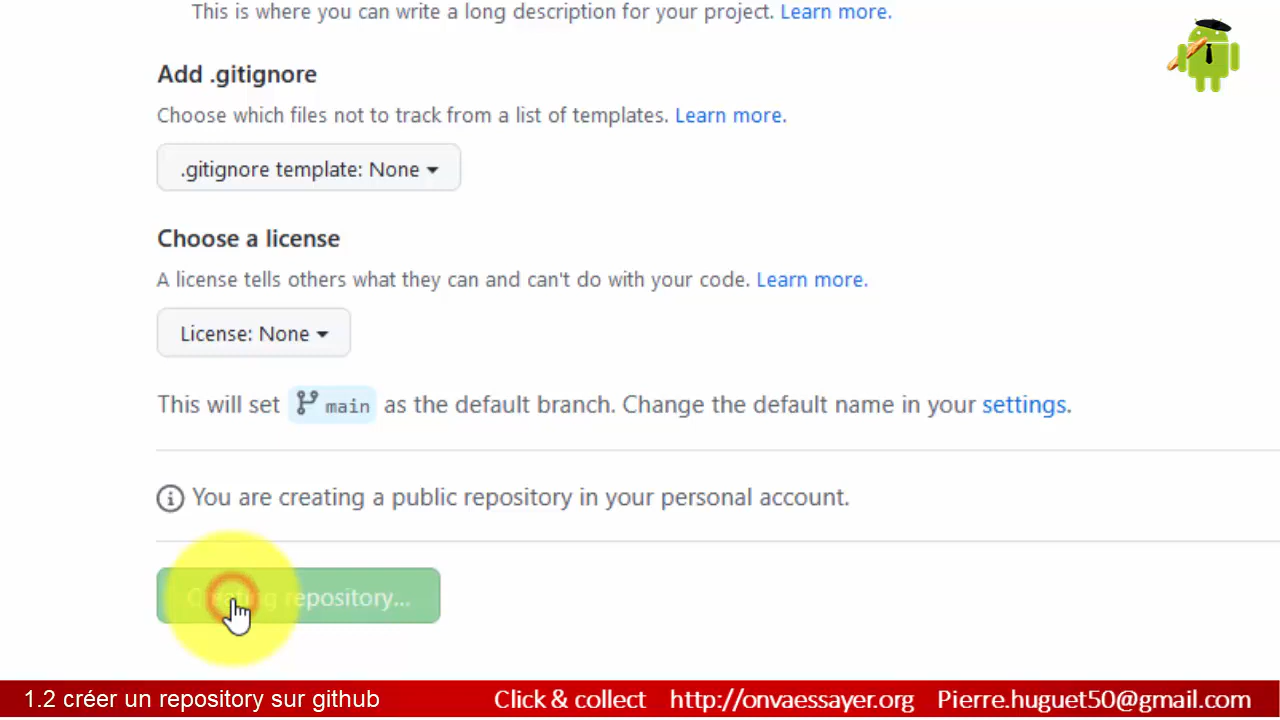 This is where you can write a long description for your project. Learn more.
Add .gitignore
Choose which files not to track from a list of templates. Learn more.
.gitignore template: None
Choose a license
A license tells others what they can and can't do with your code. Learn more.
License: None
This will set main as the default branch. Change the default name in your settings.
You are creating a public repository in your personal account.
Creating repository...
1.2 créer un repository sur github Click & collect http://onvaessayer.org Pierre.huguet50@gmail.com